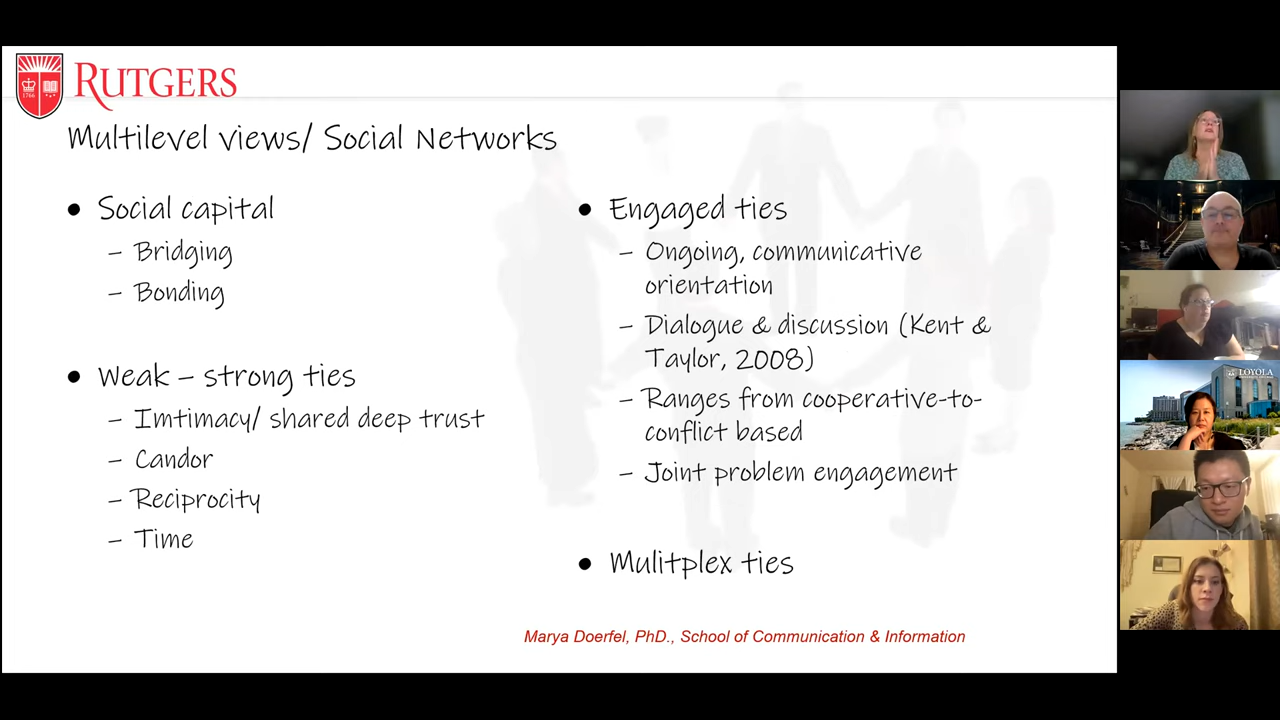 RUTGERS
1766
Multilevel views/ Social Networks
• Social capital
– Bridging
– Bonding
• Weak – strong ties
– Imtimacy/ shared deep trust
– Candor
– Reciprocity
– Time
• Engaged ties
– Ongoing, communicative
orientation
– Dialogue & discussion (Kent &
Taylor, 2008)
– Ranges from cooperative-to-
conflict based
– Joint problem engagement
• Mulitplex ties
Marya Doerfel, PhD., School of Communication & Information
LOYOLA